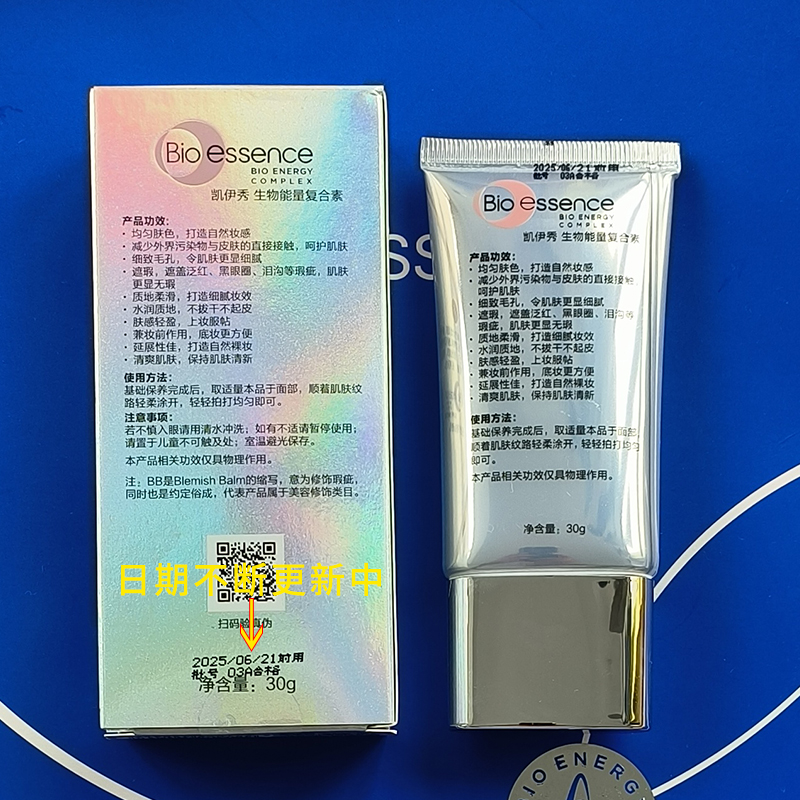 Bio essence
BIO ENERGY
COMPLEX
凯伊秀 生物能量复合素
产品功效:
· 均匀肤色，打造自然妆感
· 减少外界污染物与皮肤的直接接触，呵护肌肤
· 细致毛孔，令肌肤更显细腻
· 遮瑕，遮盖泛红、黑眼圈、泪沟等瑕疵，肌肤
更显无瑕
· 质地柔滑，打造细腻妆效
· 水润质地，不拔干不起皮
· 肤感轻盈，上妆服帖
· 兼妆前作用，底妆更方便
· 延展性佳，打造自然裸妆
· 清爽肌肤，保持肌肤清新
使用方法:
基础保养完成后，取适量本品于面部，顺着肌肤纹
路轻柔涂开，轻轻拍打均匀即可。
注意事项:
若不慎入眼请用清水冲洗；如有不适请暂停使用；
请置于儿童不可触及处；室温避光保存。
本产品相关功效仅具物理作用。
注：BB是Blemish Balm的缩写，意为修饰瑕疵，
同时也是约定俗成，代表产品属于美容修饰类目。
日期不断更新中
扫码验真伪
2025/06/21前用
批号 03A合格
净含量：30g
2025/06/21前用
批号 03A合格
Bio essence
BIO ENERGY
COMPLEX
凯伊秀 生物能量复合素
产品功效:
· 均匀肤色，打造自然妆感
· 减少外界污染物与皮肤的直接接触，
呵护肌肤
· 细致毛孔，令肌肤更显细腻
· 遮瑕，遮盖泛红、黑眼圈、泪沟等
瑕疵，肌肤更显无瑕
· 质地柔滑，打造细腻妆效
· 水润质地，不拔干不起皮
· 肤感轻盈，上妆服帖
· 兼妆前作用，底妆更方便
· 延展性佳，打造自然裸妆
· 清爽肌肤，保持肌肤清新
使用方法:
基础保养完成后，取适量本品于面部，
顺着肌肤纹路轻柔涂开，轻轻拍打均匀
即可。
本产品相关功效仅具物理作用。
净含量：30g
SS
IO ENERG